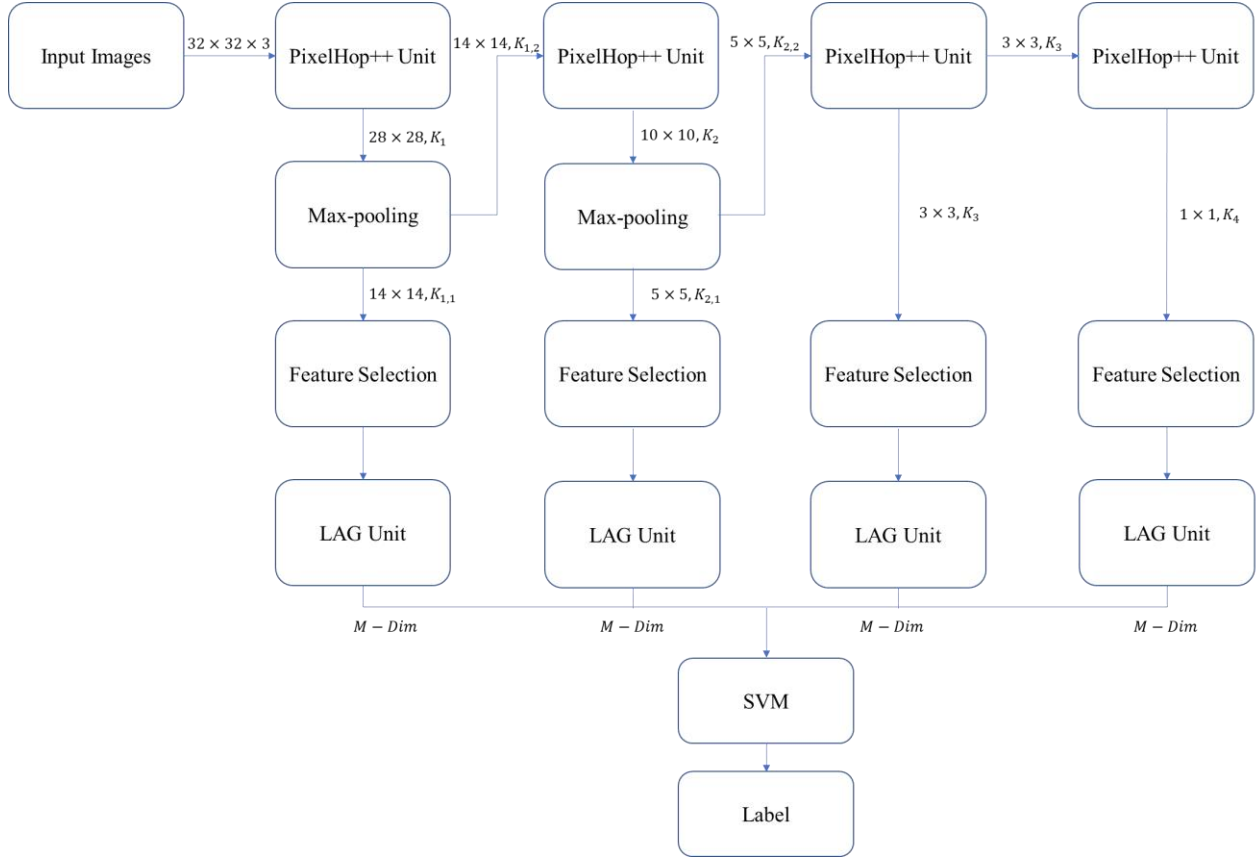 Input Images
32 × 32 × 3
PixelHop++ Unit
14 × 14, K₁,₂
PixelHop++ Unit
5 × 5, K₂,₂
PixelHop++ Unit
3 × 3, K₃
PixelHop++ Unit
28 × 28, K₁
10 × 10, K₂
Max-pooling
Max-pooling
3 × 3, K₃
1 × 1, K₄
14 × 14, K₁,₁
5 × 5, K₂,₁
Feature Selection
Feature Selection
Feature Selection
Feature Selection
LAG Unit
LAG Unit
LAG Unit
LAG Unit
M − Dim
M − Dim
M − Dim
M − Dim
SVM
Label